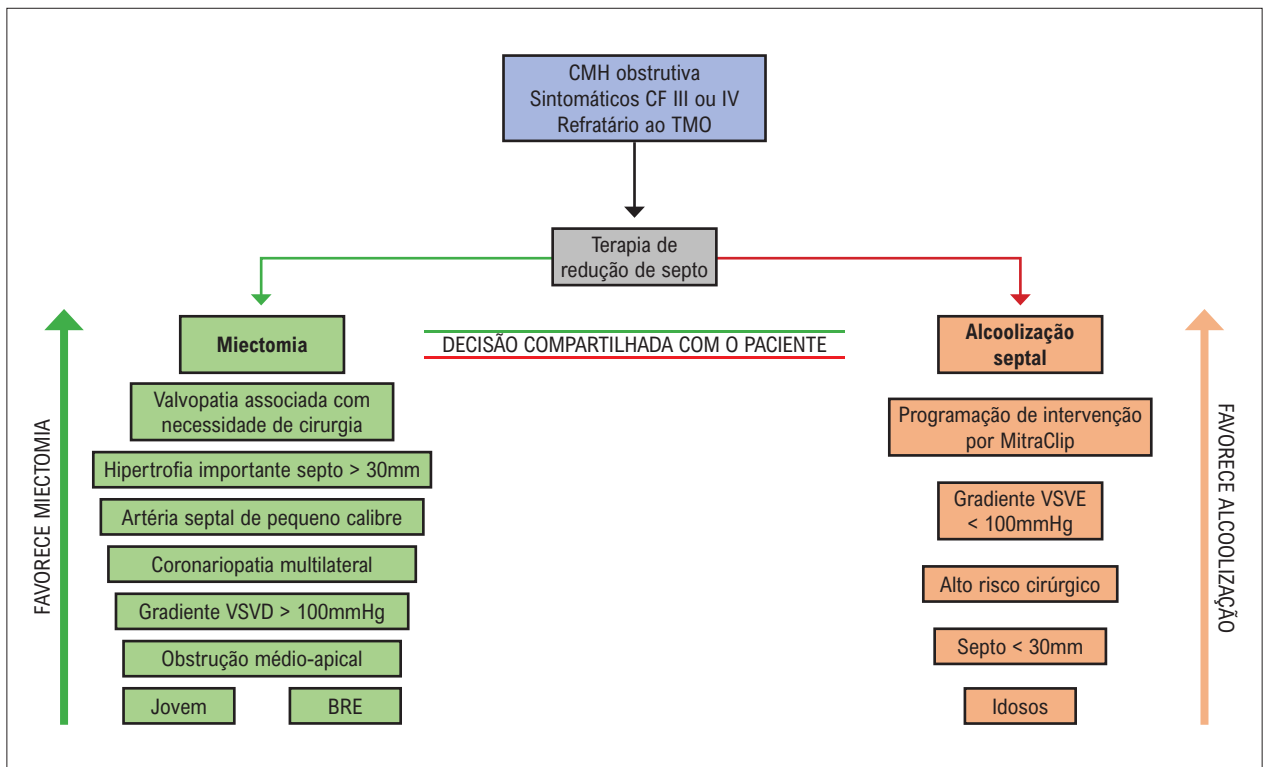 CMH obstrutiva
Sintomáticos CF III ou IV
Refratário ao TMO
Terapia de
redução de septo
FAVORECE MIECTOMIA
Miectomia
Valvopatia associada com
necessidade de cirurgia
Hipertrofia importante septo > 30mm
Artéria septal de pequeno calibre
Coronariopatia multilateral
Gradiente VSVD > 100mmHg
Obstrução médio-apical
Jovem
BRE
DECISÃO COMPARTILHADA COM O PACIENTE
Alcoolização
septal
Programação de intervenção
por MitraClip
Gradiente VSVE
< 100mmHg
Alto risco cirúrgico
Septo < 30mm
Idosos
FAVORECE ALCOOLIZAÇÃO